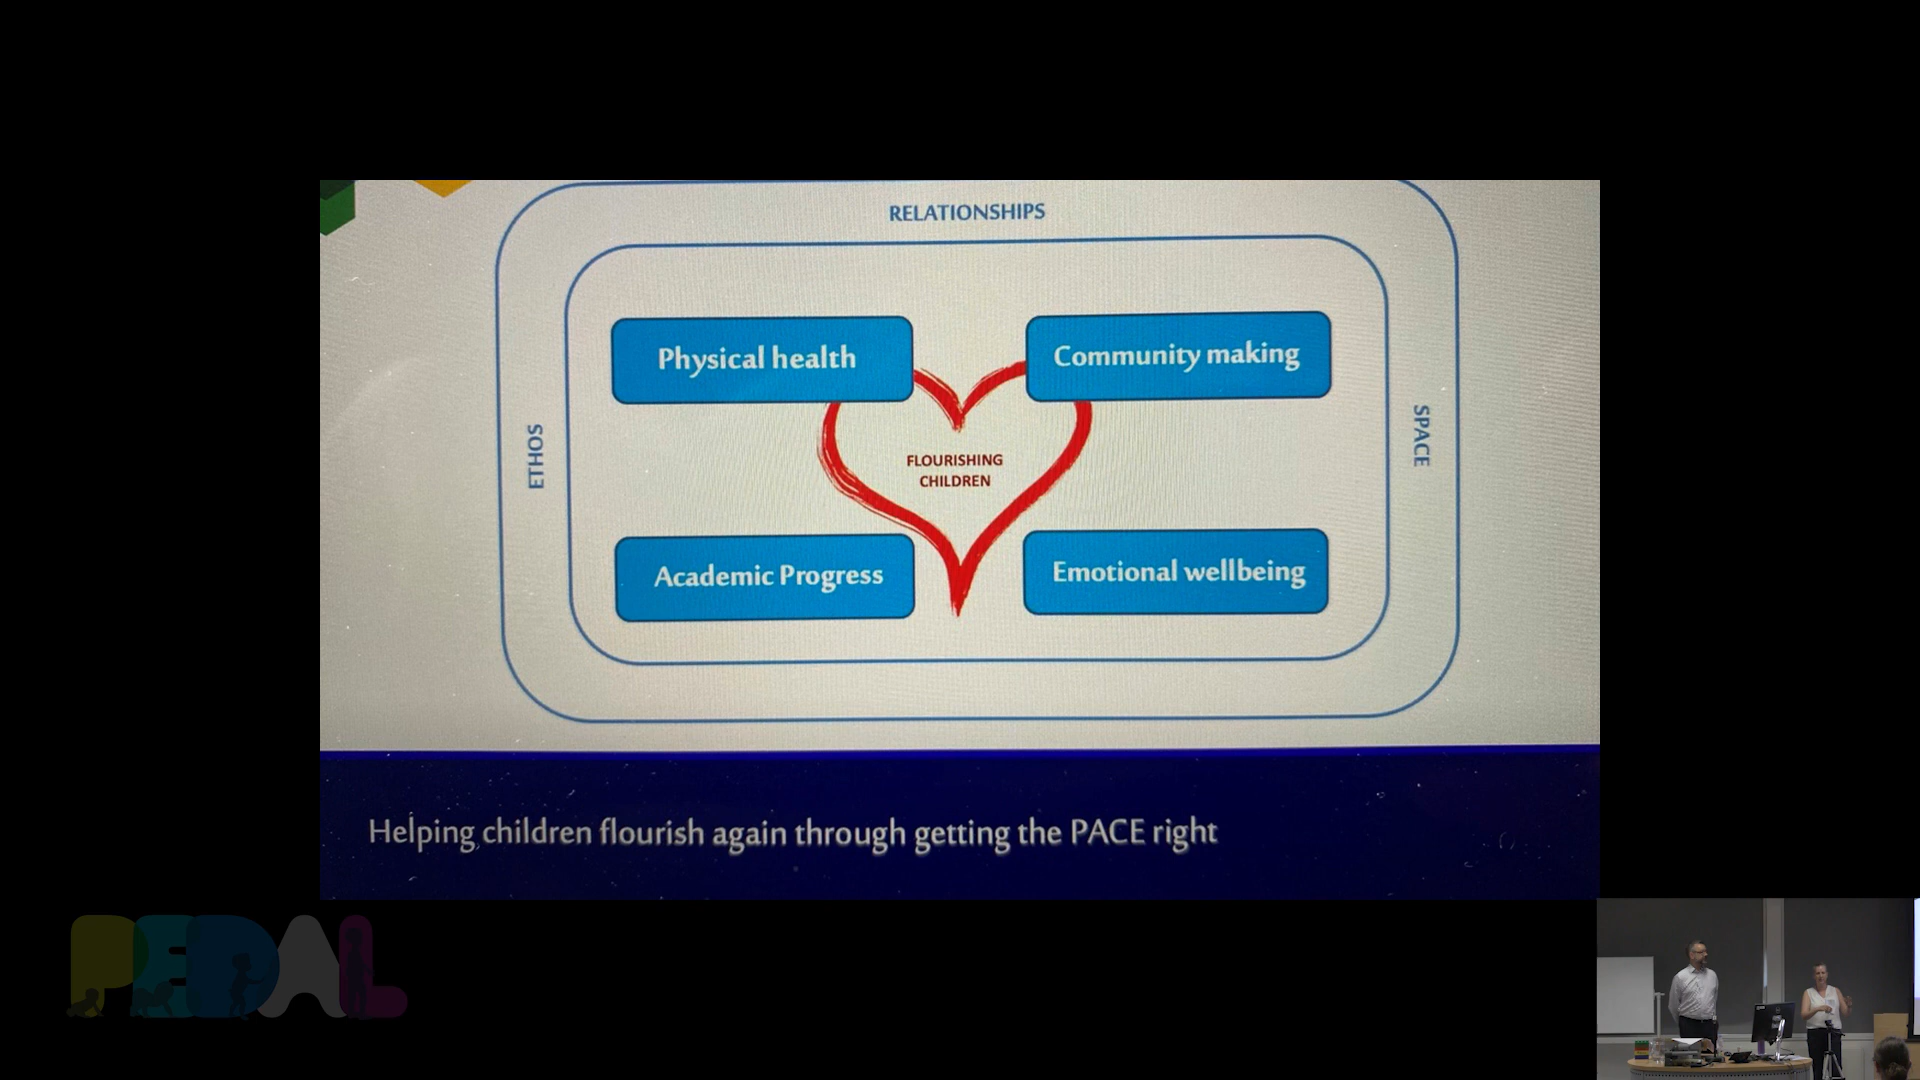 RELATIONSHIPS
Physical health
Community making
ETHOS
SPACE
FLOURISHING
CHILDREN
Academic Progress
Emotional wellbeing
Helping children flourish again through getting the PACE right
PEDAL